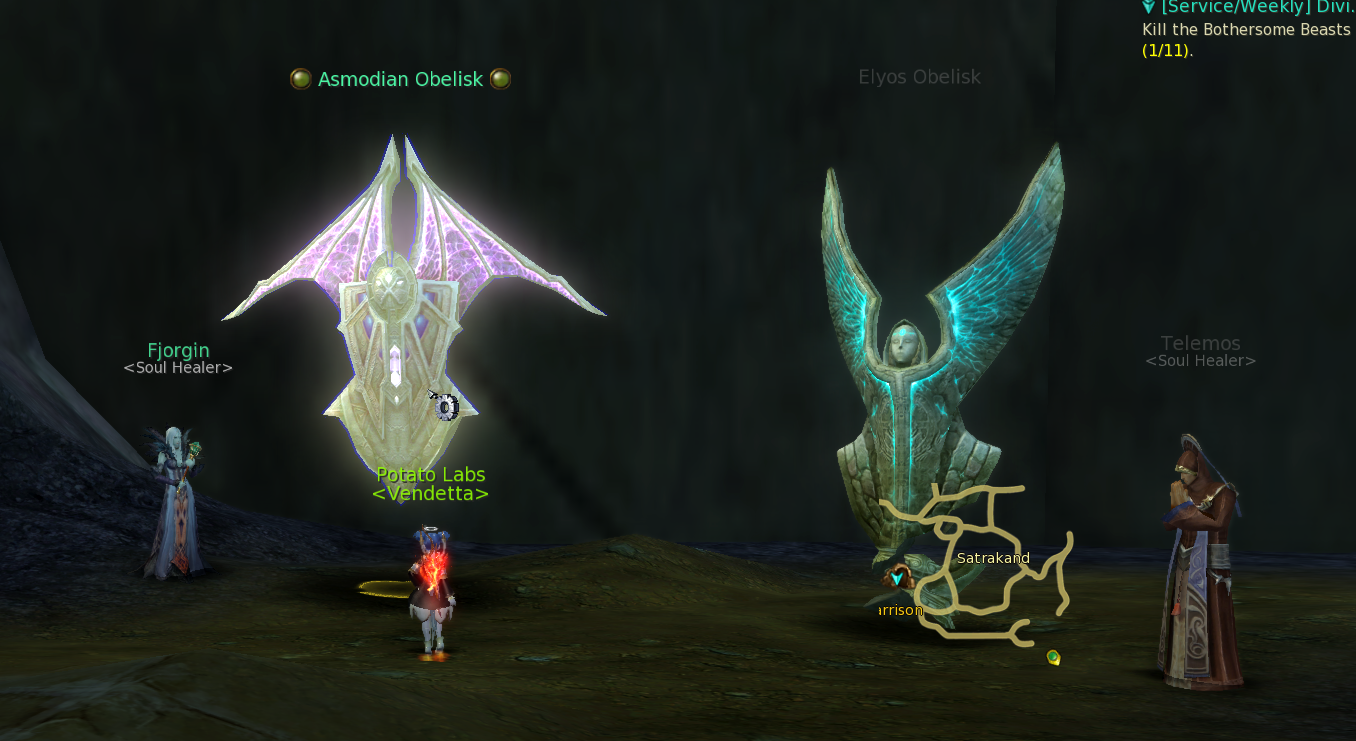 [Service/Weekly] Divi.
Kill the Bothersome Beasts
(1/11).
Asmodian Obelisk
Elyos Obelisk
Fjorgin
<Soul Healer>
Telemos
<Soul Healer>
Potato Labs
<Vendetta>
Satrakand
arrison